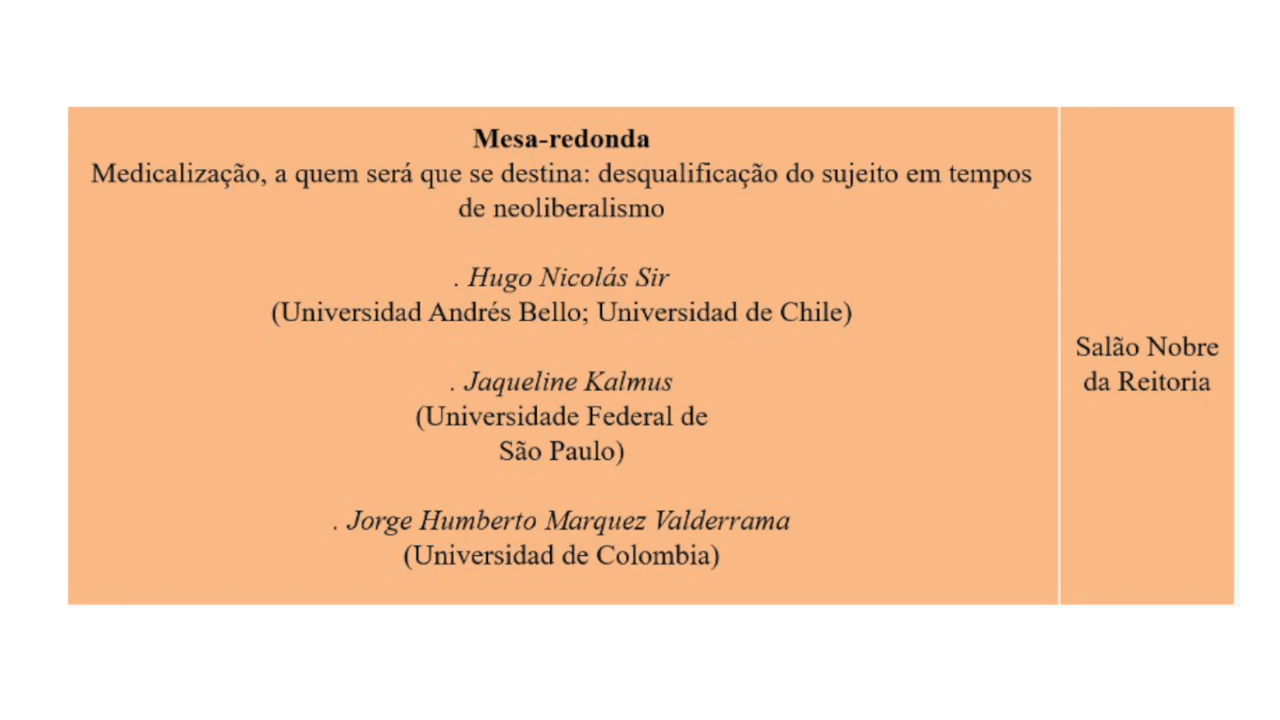 Mesa-redonda
Medicalização, a quem será que se destina: desqualificação do sujeito em tempos
de neoliberalismo
. Hugo Nicolás Sir
(Universidad Andrés Bello; Universidad de Chile)
. Jaqueline Kalmus
(Universidade Federal de
São Paulo)
. Jorge Humberto Marquez Valderrama
(Universidad de Colombia)
Salão Nobre
da Reitoria